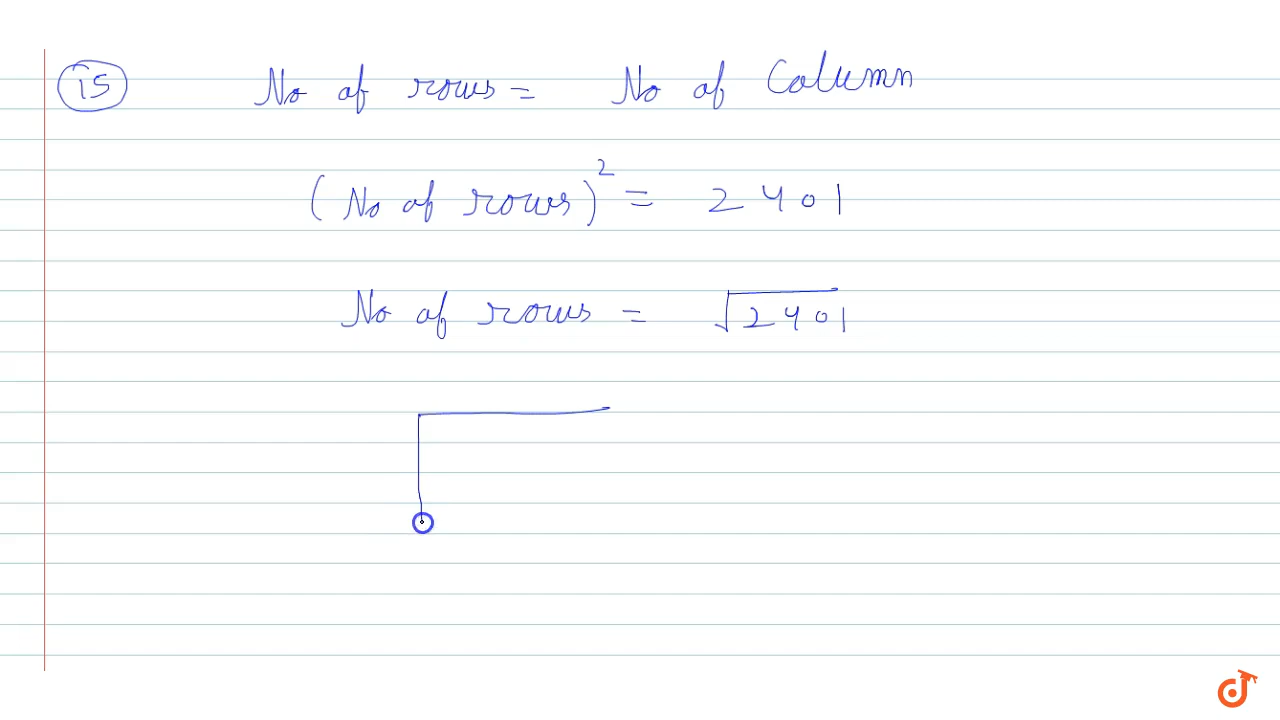 15 No of rows = No of Column
(No of rows)² = 2401
No of rows = √2401